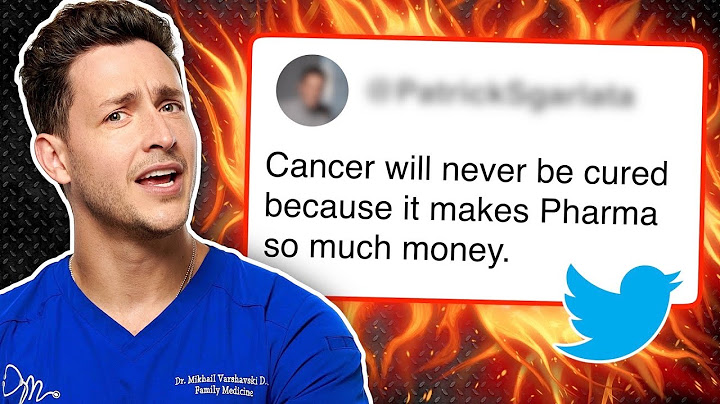 Cancer will never be cured
because it makes Pharma
so much money.
Dr. Mikhail Varshavski D.
Family Medicine